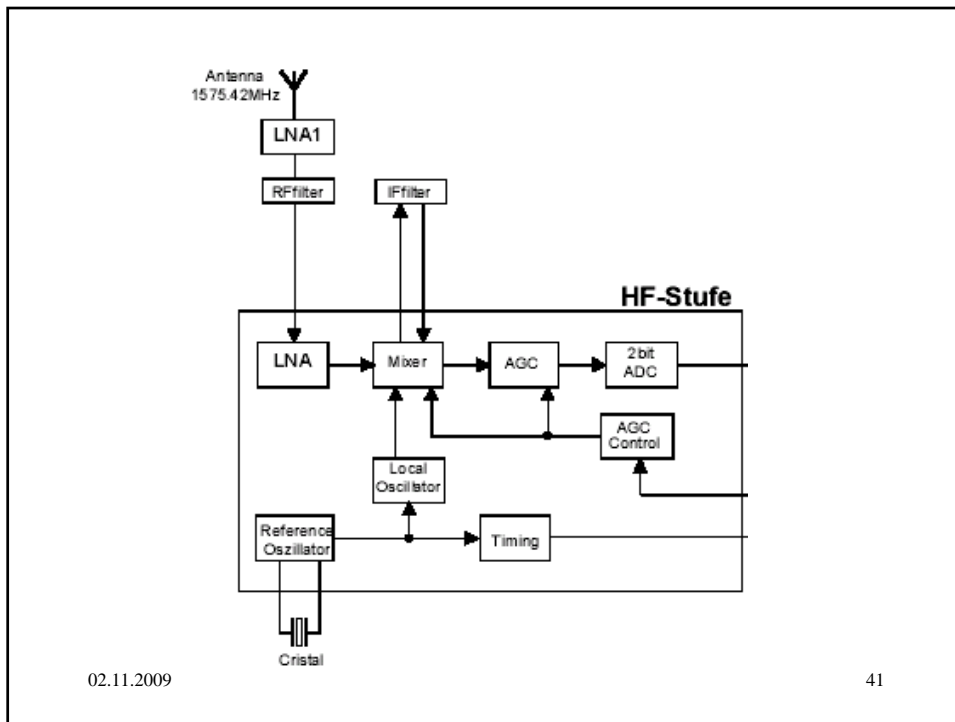 Antenna
1575.42MHz
LNA1
RFfilter
IFfilter
HF-Stufe
LNA
Mixer
AGC
2bit
ADC
AGC
Control
Local
Oscillator
Reference
Oszillator
Timing
Cristal
02.11.2009
41